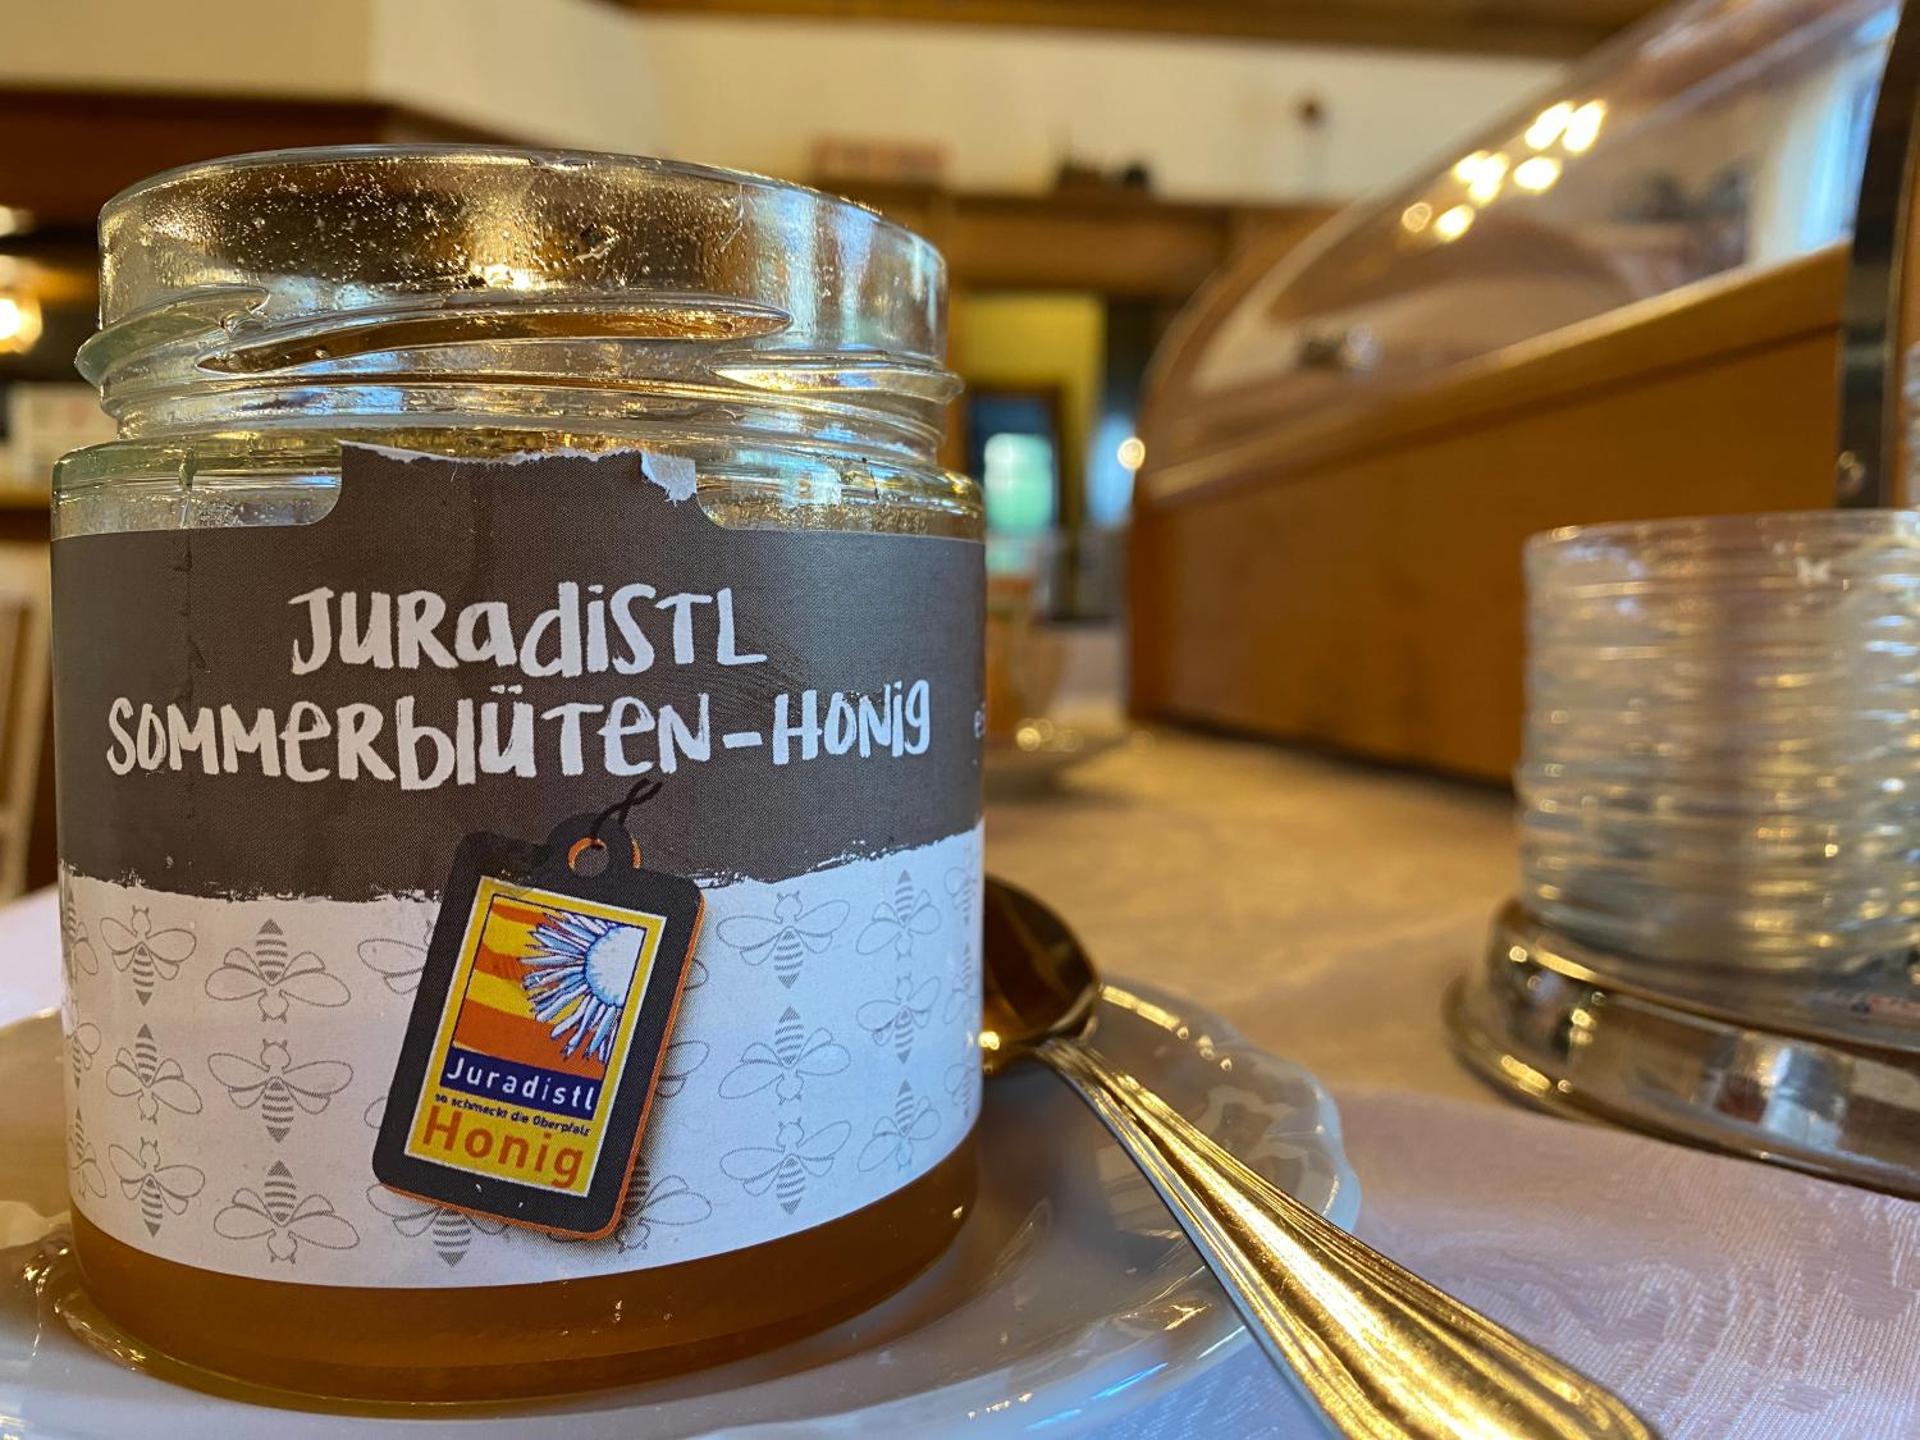 JURadiSTL
SOMMeRblüTeN-HONig
Juradistl
so schmeckt die Oberpfalz
Honig